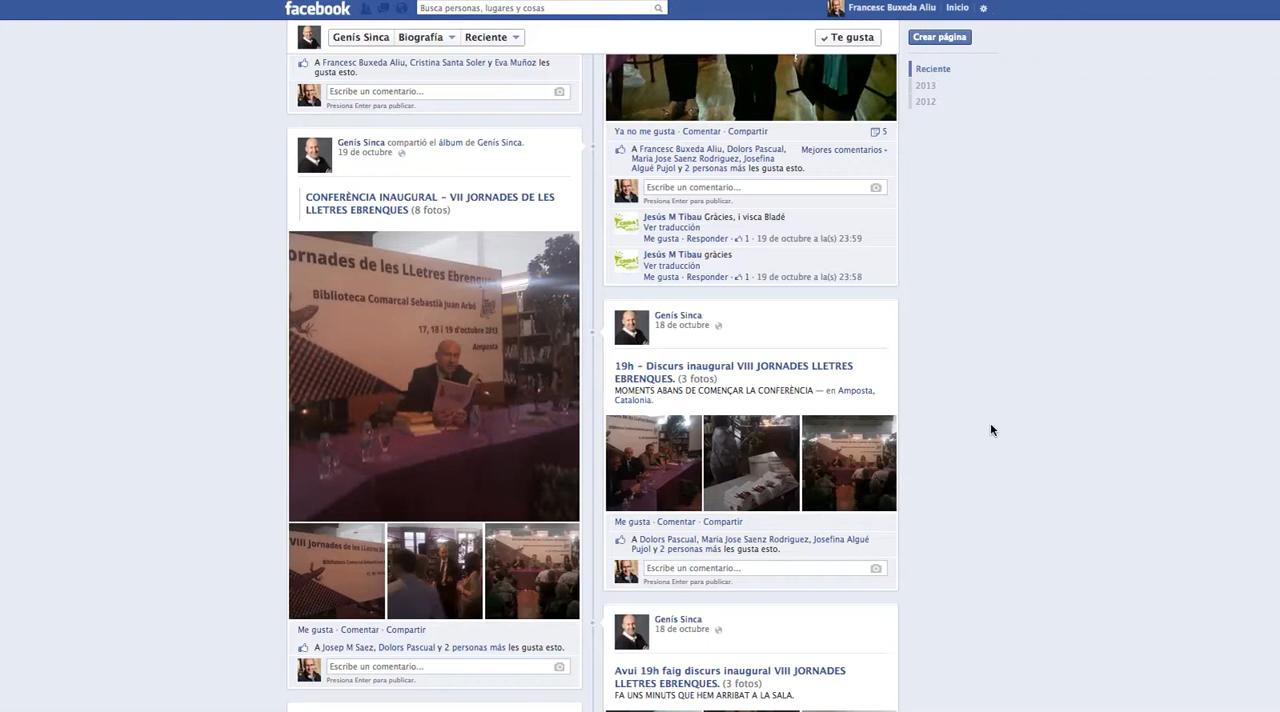 facebook
Busca personas, lugares y cosas
Francesc Buxeda Aliu
Inicio
Genís Sinca
Biografía
Reciente
Te gusta
Crear página
Reciente
2013
2012
A Francesc Buxeda Aliu, Cristina Santa Soler y Eva Muñoz les
gusta esto.
Escribe un comentario...
Presiona Enter para publicar.
Genís Sinca compartió el álbum de Genís Sinca.
19 de octubre
CONFERÈNCIA INAUGURAL - VII JORNADES DE LES
LLETRES EBRENQUES (8 fotos)
ornades de les LLetres Ebrenques
Biblioteca Comarcal Sebastià Juan Arbó
17, 18 i 19 d'octubre 2013
Amposta
VIII Jornades de les LLetres
Me gusta · Comentar · Compartir
A Josep M Saez, Dolors Pascual y 2 personas más les gusta esto.
Escribe un comentario...
Presiona Enter para publicar.
Ya no me gusta · Comentar · Compartir
5
A Francesc Buxeda Aliu, Dolors Pascual,
Maria Jose Saenz Rodriguez, Josefina
Algué Pujol y 2 personas más les gusta esto.
Mejores comentarios
Escribe un comentario...
Presiona Enter para publicar.
Jesús M Tibau Gràcies, i visca Bladé
Ver traducción
Me gusta · Responder · 1 · 19 de octubre a la(s) 23:59
Jesús M Tibau gràcies
Ver traducción
Me gusta · Responder · 1 · 19 de octubre a la(s) 23:58
Genís Sinca
18 de octubre
19h - Discurs inaugural VIII JORNADES LLETRES
EBRENQUES. (3 fotos)
MOMENTS ABANS DE COMENÇAR LA CONFERÈNCIA — en Amposta,
Catalonia.
Me gusta · Comentar · Compartir
A Dolors Pascual, Maria Jose Saenz Rodriguez, Josefina Algué
Pujol y 2 personas más les gusta esto.
Escribe un comentario...
Presiona Enter para publicar.
Genís Sinca
18 de octubre
Avui 19h faig discurs inaugural VIII JORNADES
LLETRES EBRENQUES. (3 fotos)
FA UNS MINUTS QUE HEM ARRIBAT A LA SALA.